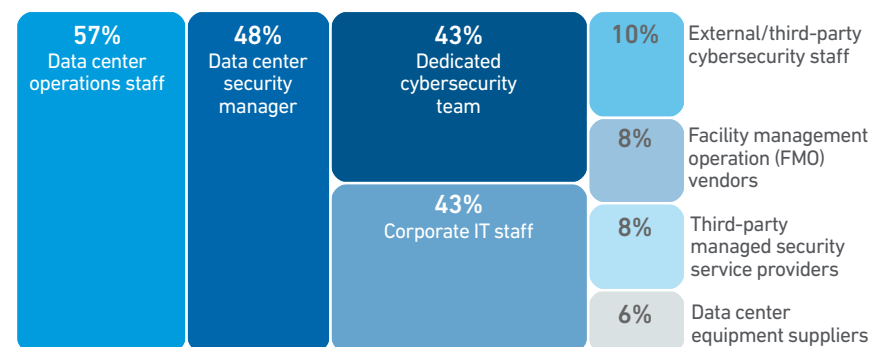 57%
Data center
operations staff
48%
Data center
security
manager
43%
Dedicated
cybersecurity
team
43%
Corporate IT staff
10%
External/third-party
cybersecurity staff
8%
Facility management
operation (FMO)
vendors
8%
Third-party
managed security
service providers
6%
Data center
equipment suppliers